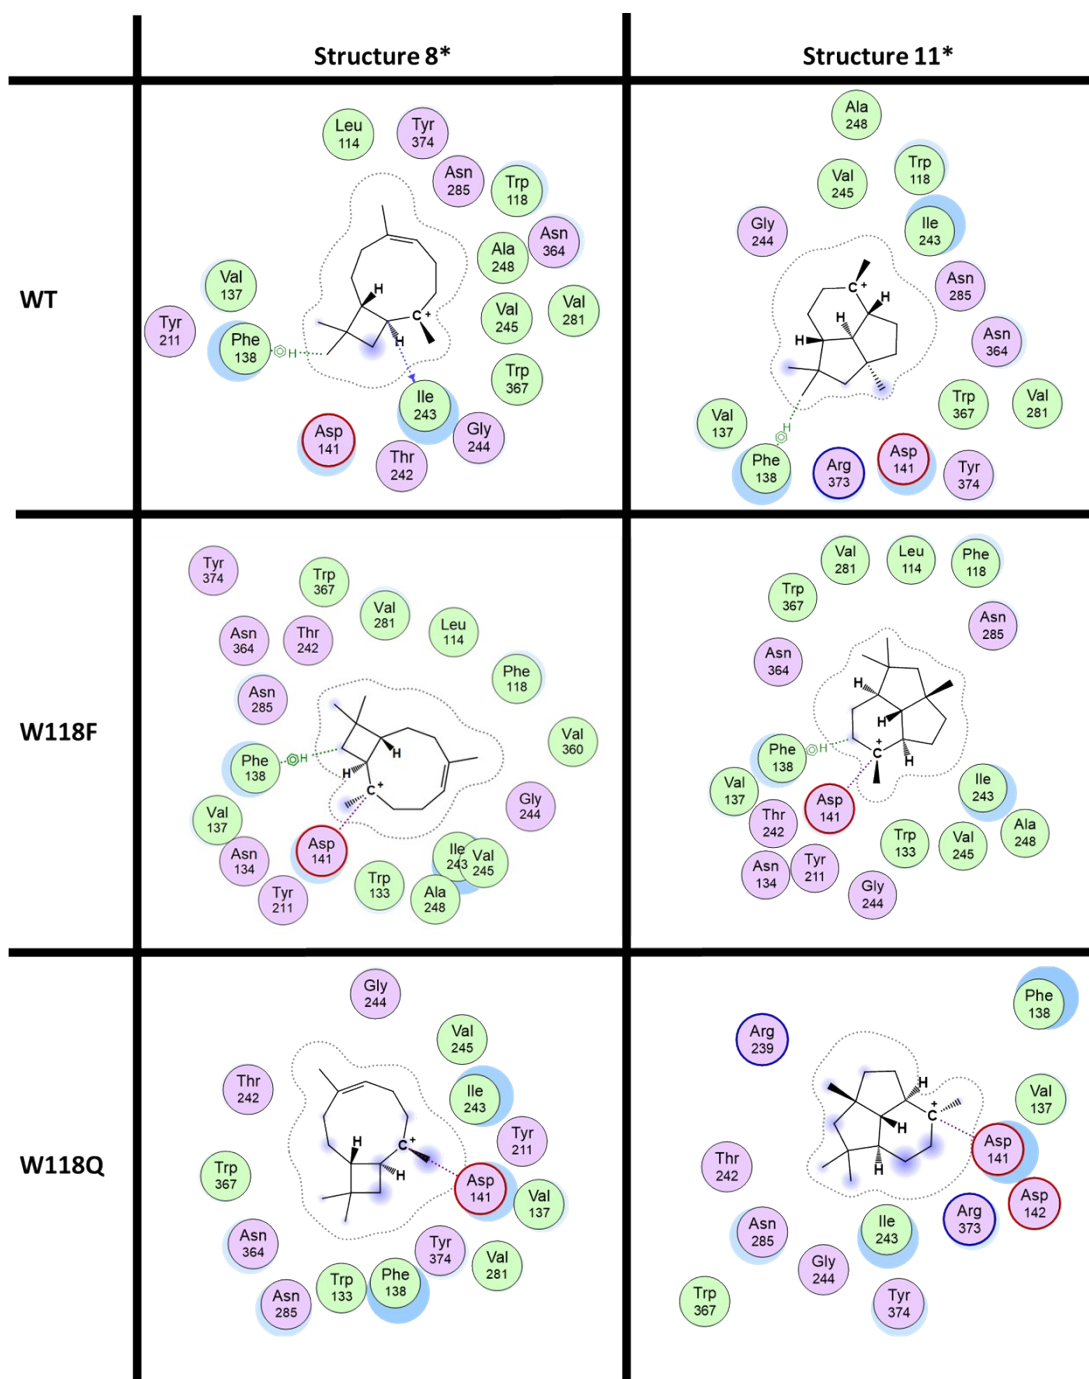 Structure 8*
Structure 11*
WT
Leu
114
Tyr
374
Asn
285
Trp
118
Asn
364
Ala
248
Val
245
Val
281
Trp
367
Val
137
Tyr
211
Phe
138
H
H
H
C+
Ile
243
Gly
244
Asp
141
Thr
242
Ala
248
Val
245
Trp
118
Gly
244
Ile
243
Asn
285
Asn
364
Trp
367
Val
281
C+
H
H
H
H
Val
137
Phe
138
Arg
373
Asp
141
Tyr
374
W118F
Tyr
374
Trp
367
Val
281
Leu
114
Asn
364
Thr
242
Phe
118
Asn
285
Val
360
Phe
138
H
H
H
C+
Gly
244
Val
137
Asn
134
Asp
141
Tyr
211
Trp
133
Ile
243
Val
245
Ala
248
Val
281
Leu
114
Phe
118
Trp
367
Asn
285
Asn
364
H
H
H
H
C+
Phe
138
Val
137
Asp
141
Ile
243
Thr
242
Ala
248
Trp
133
Val
245
Asn
134
Tyr
211
Gly
244
W118Q
Gly
244
Val
245
Thr
242
Ile
243
Tyr
211
C+
H
H
Trp
367
Asp
141
Val
137
Asn
364
Tyr
374
Val
281
Asn
285
Trp
133
Phe
138
Phe
138
Arg
239
H
C+
H
H
Val
137
Asp
141
Thr
242
Asp
142
Asn
285
Ile
243
Arg
373
Gly
244
Trp
367
Tyr
374